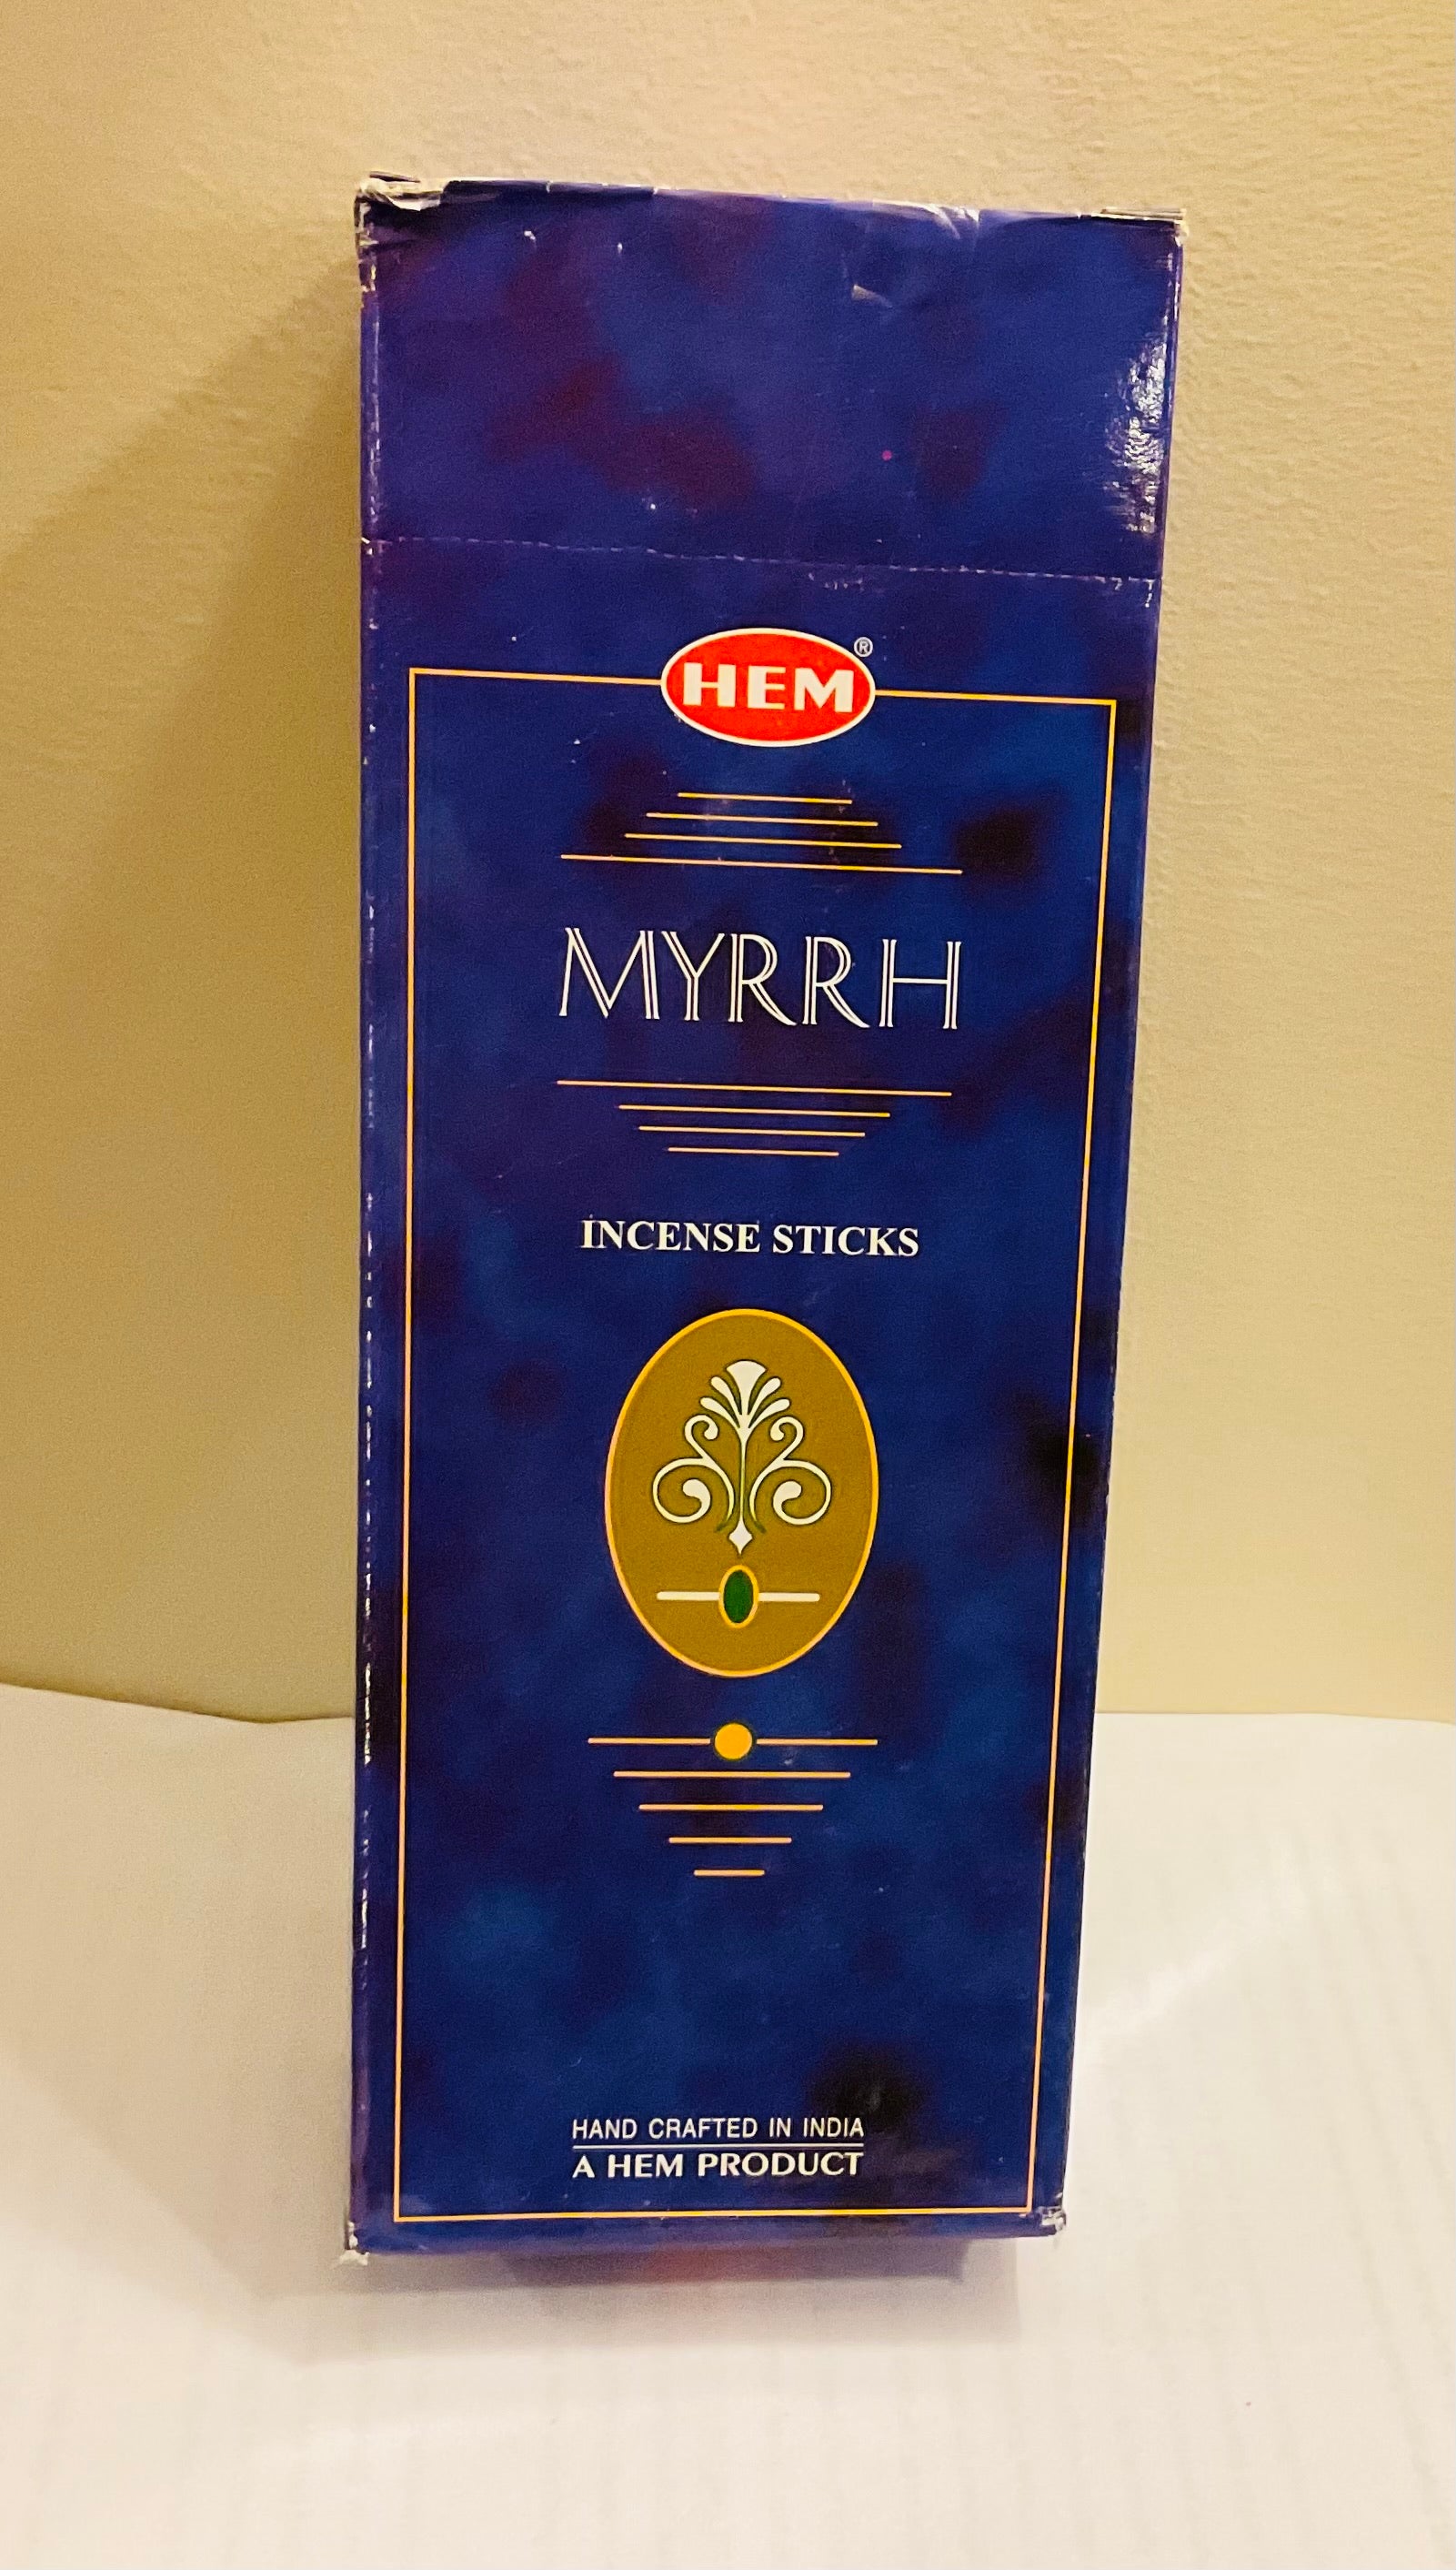 HEM®
MYRRH
INCENSE STICKS
HAND CRAFTED IN INDIA
A HEM PRODUCT